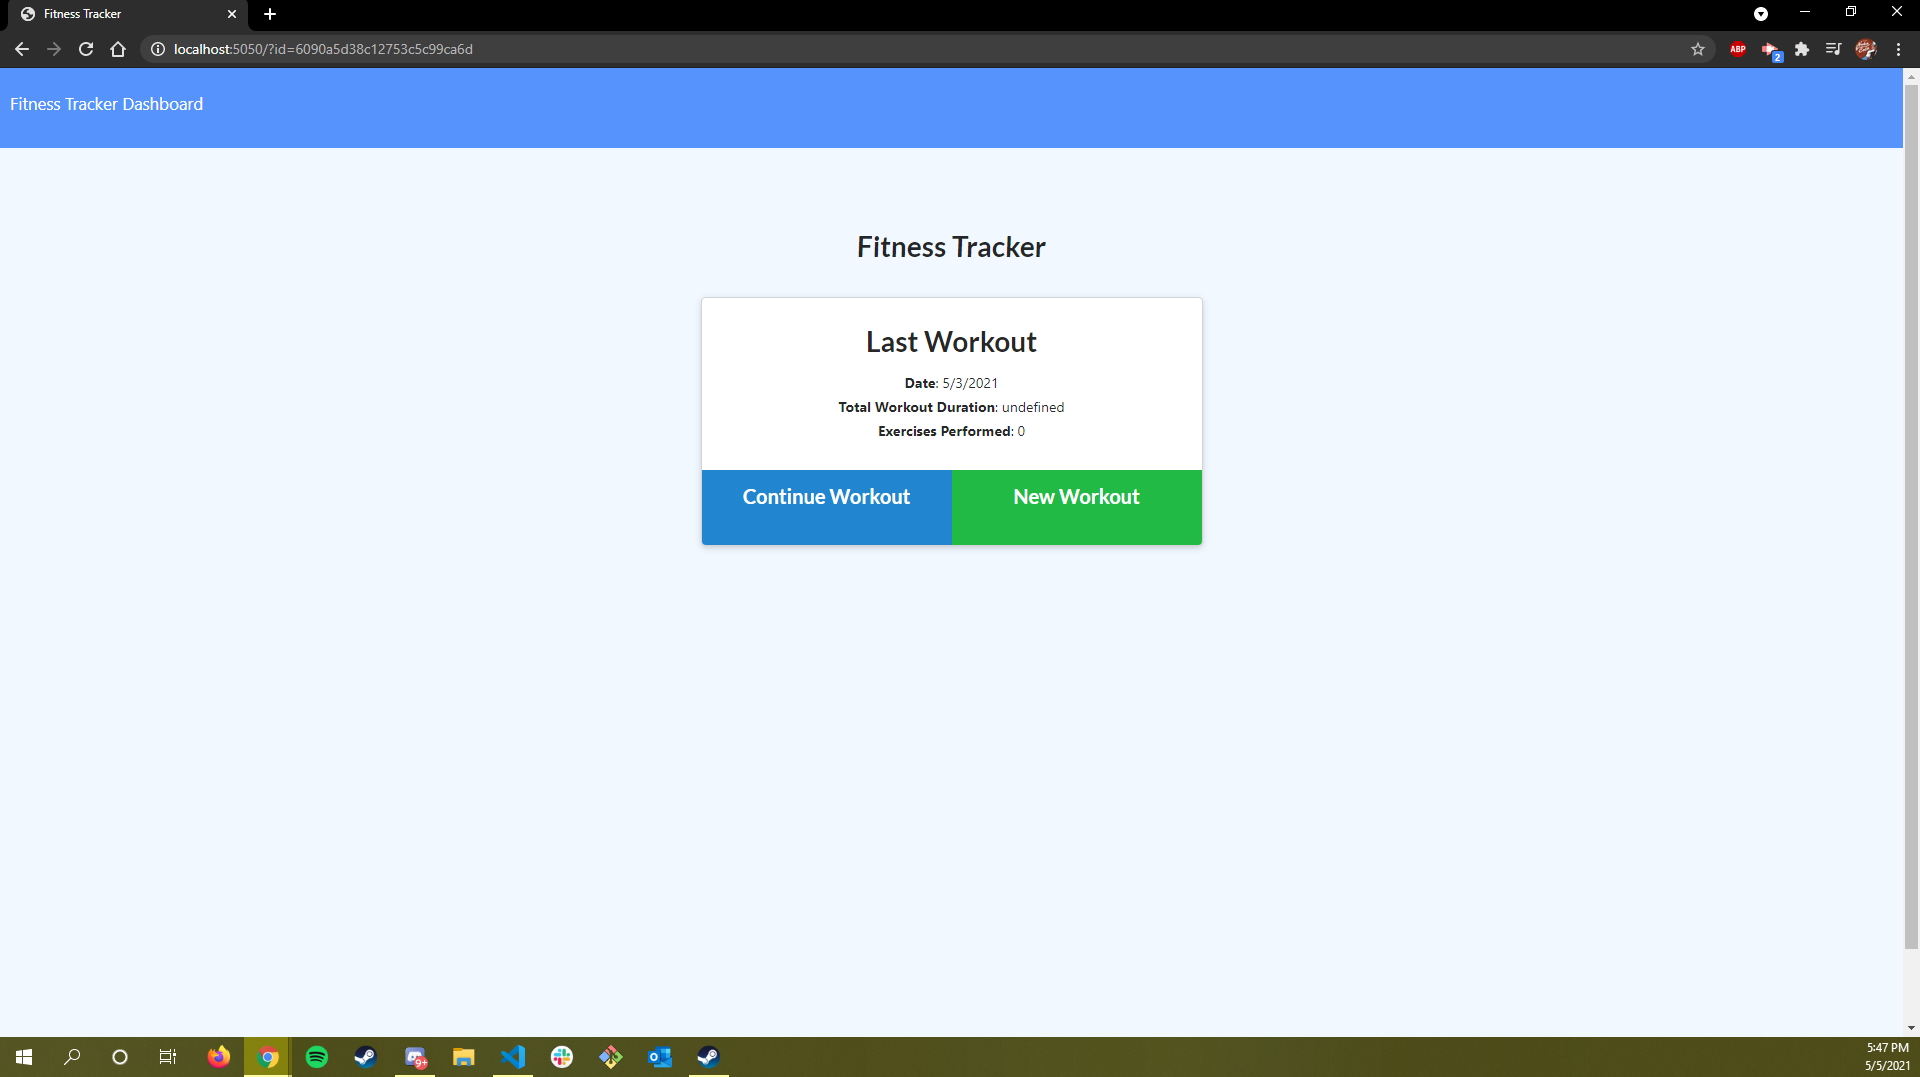 Fitness Tracker
localhost:5050/?id=6090a5d38c12753c5c99ca6d
ABP
2
Fitness Tracker Dashboard
Fitness Tracker
Last Workout
Date: 5/3/2021
Total Workout Duration: undefined
Exercises Performed: 0
Continue Workout
New Workout
9+
5:47 PM
5/5/2021